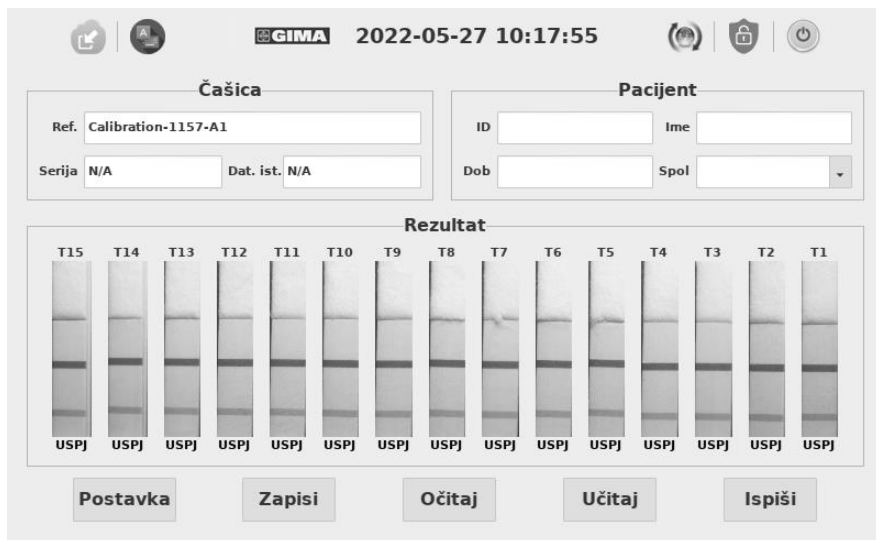 GIMA 2022-05-27 10:17:55
Čašica
Ref. Calibration-1157-A1
Serija N/A Dat. ist. N/A
Pacijent
ID Ime
Dob Spol
Rezultat
T15 T14 T13 T12 T11 T10 T9 T8 T7 T6 T5 T4 T3 T2 T1
USPJ USPJ USPJ USPJ USPJ USPJ USPJ USPJ USPJ USPJ USPJ USPJ USPJ USPJ USPJ
Postavka Zapisi Očitaj Učitaj Ispiši